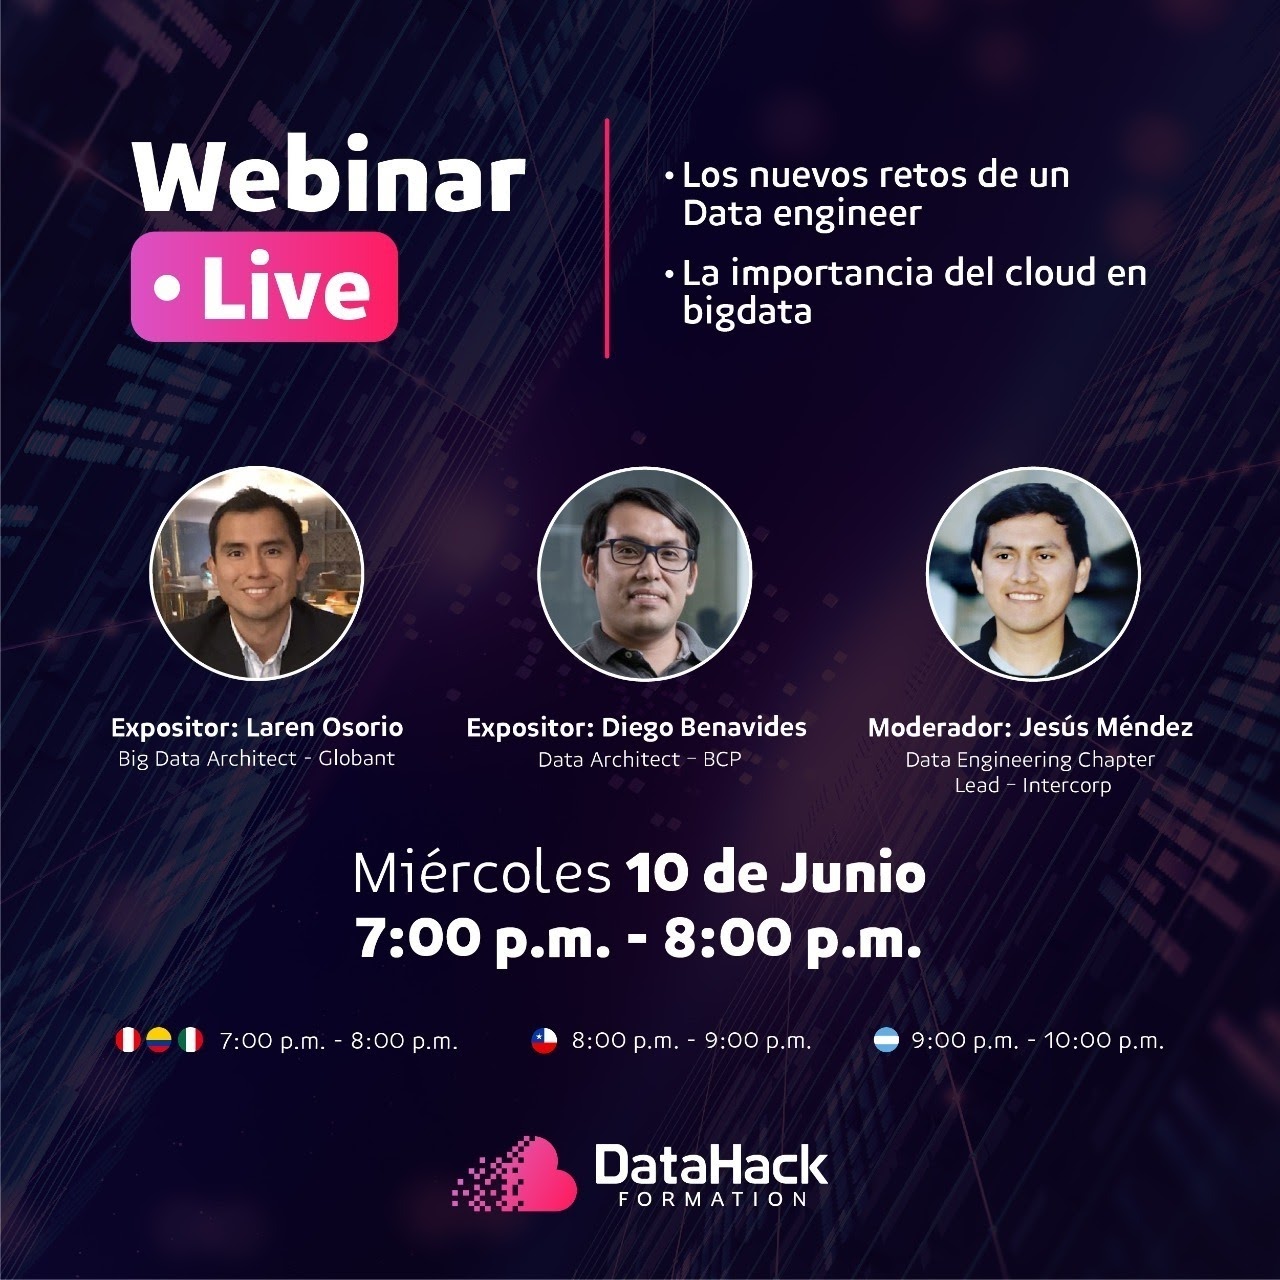 Webinar
• Live
• Los nuevos retos de un
Data engineer
• La importancia del cloud en
bigdata
Expositor: Laren Osorio
Big Data Architect - Globant
Expositor: Diego Benavides
Data Architect – BCP
Moderador: Jesús Méndez
Data Engineering Chapter
Lead – Intercorp
Miércoles 10 de Junio
7:00 p.m. - 8:00 p.m.
7:00 p.m. - 8:00 p.m.
8:00 p.m. - 9:00 p.m.
9:00 p.m. - 10:00 p.m.
DataHack
FORMATION